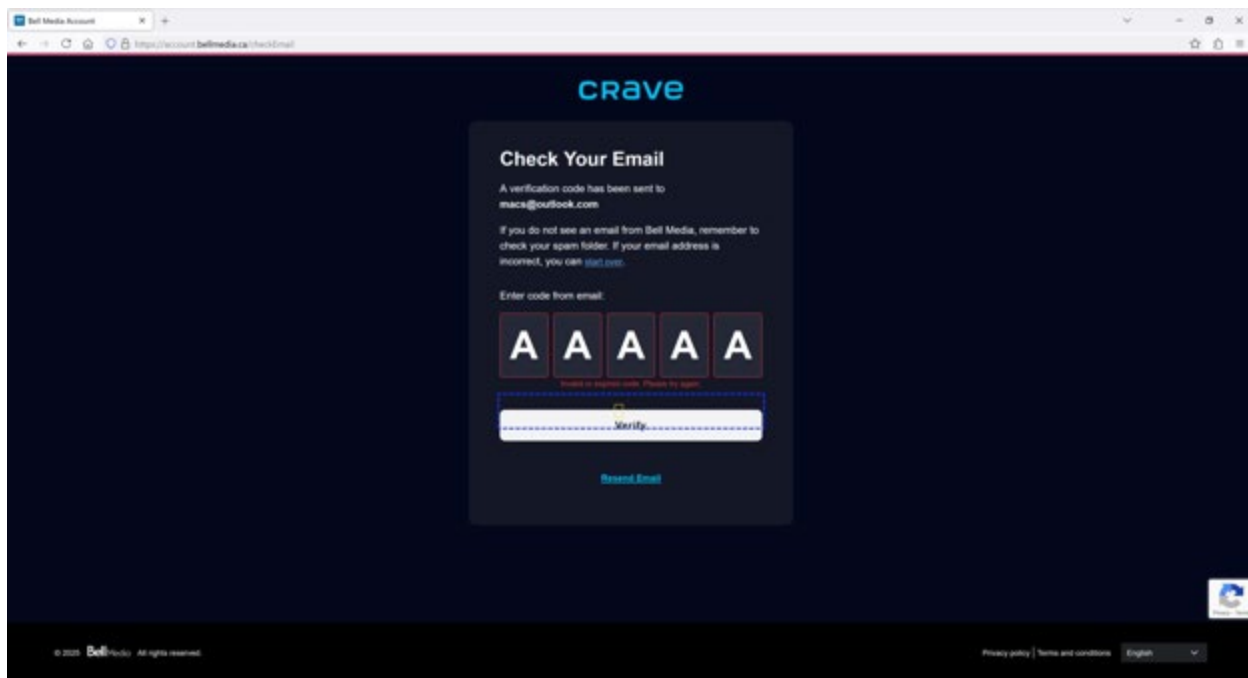 Bell Media Account
https://account.bellmedia.ca/checkEmail
CRave
Check Your Email
A verification code has been sent to
macs@outlook.com
If you do not see an email from Bell Media, remember to
check your spam folder. If your email address is
incorrect, you can start over.
Enter code from email:
A A A A A
Invalid or expired code. Please try again.
Verify
Resend Email
Privacy - Terms
© 2025 Bell Media All rights reserved.
Privacy policy | Terms and conditions English